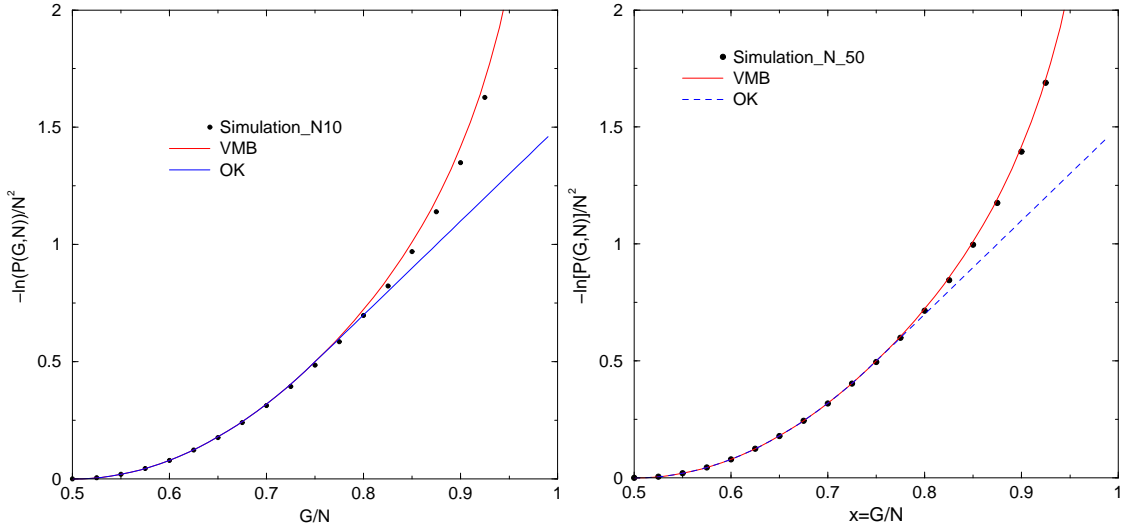 2
1.5
1
0.5
0
0.5 0.6 0.7 0.8 0.9 1
G/N
−ln(P(G,N))/N²
Simulation_N10
VMB
OK
2
1.5
1
0.5
0
0.5 0.6 0.7 0.8 0.9 1
x=G/N
−ln[P(G,N)]/N²
Simulation_N_50
VMB
OK